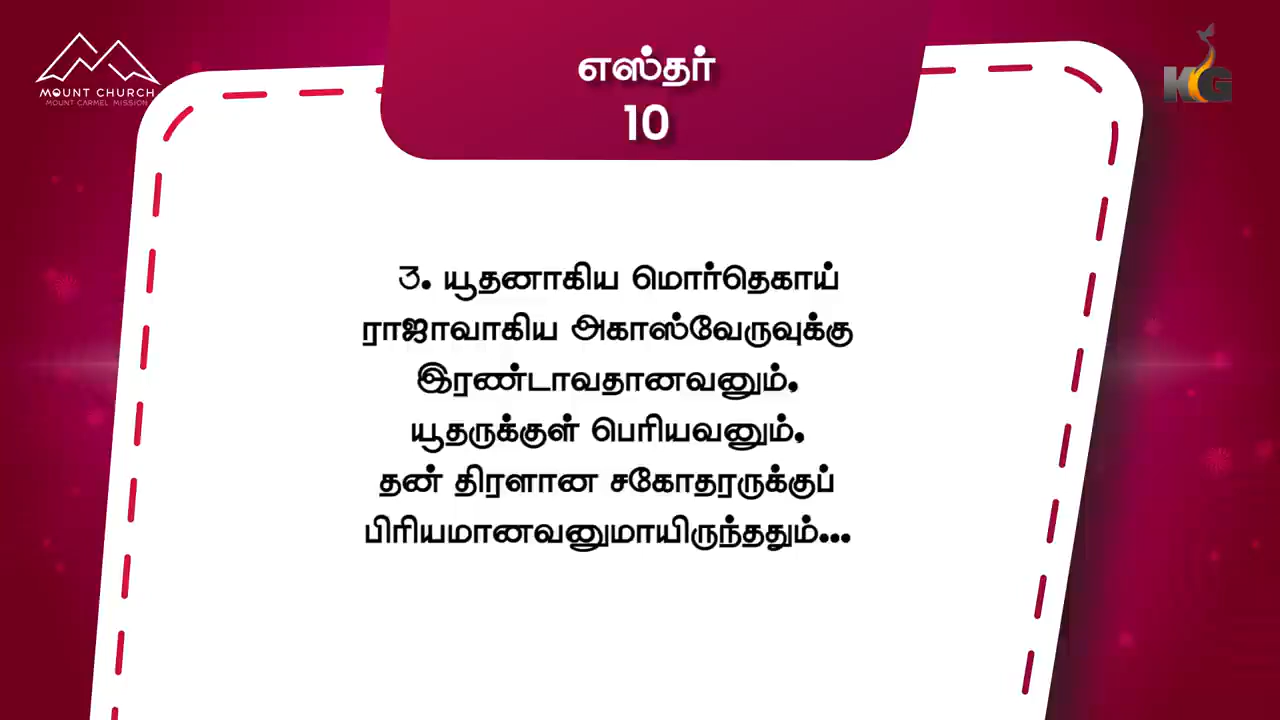 MOUNT CHURCH
MOUNT CARMEL MISSION
எஸ்தர்
10
KG
3. யூதனாகிய மொர்தெகாய்
ராஜாவாகிய அகாஸ்வேருவுக்கு
இரண்டாவதானவனும்,
யூதருக்குள் பெரியவனும்,
தன் திரளான சகோதரருக்குப்
பிரியமானவனுமாயிருந்ததும்...